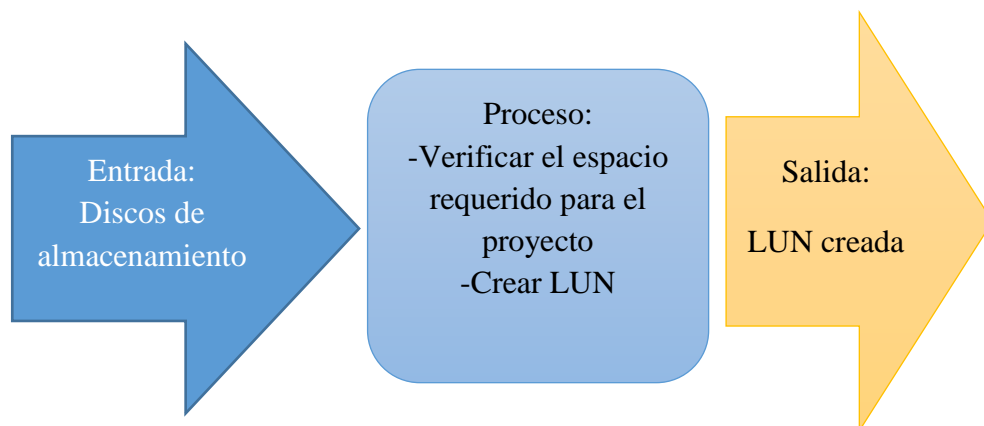 Entrada:
Discos de
almacenamiento
Proceso:
-Verificar el espacio
requerido para el
proyecto
-Crear LUN
Salida:
LUN creada